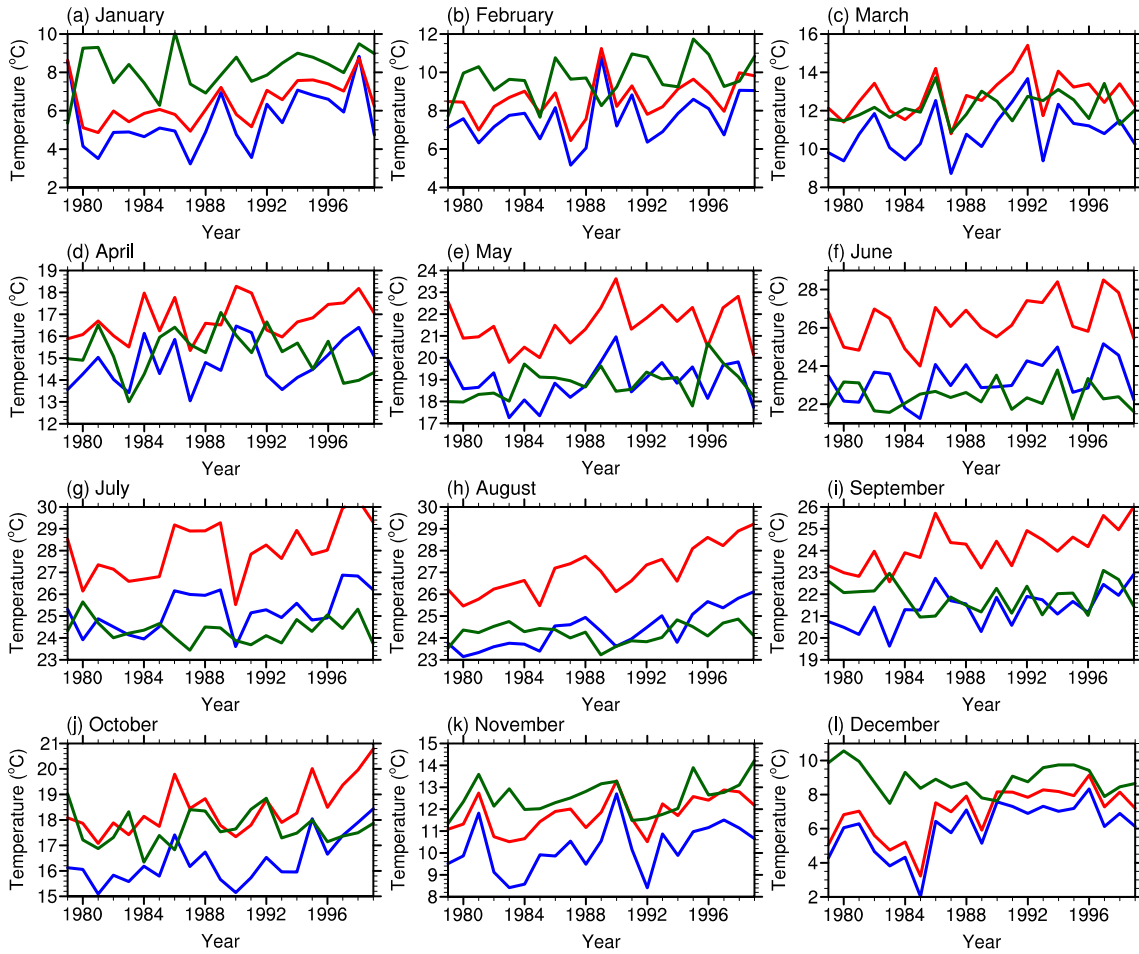 (a) January
(b) February
(c) March
Temperature (°C)
10
8
6
4
2
1980 1984 1988 1992 1996
Year
Temperature (°C)
12
10
8
6
4
1980 1984 1988 1992 1996
Year
Temperature (°C)
16
14
12
10
8
1980 1984 1988 1992 1996
Year
(d) April
(e) May
(f) June
Temperature (°C)
19
18
17
16
15
14
13
12
1980 1984 1988 1992 1996
Year
Temperature (°C)
24
23
22
21
20
19
18
17
1980 1984 1988 1992 1996
Year
Temperature (°C)
28
26
24
22
1980 1984 1988 1992 1996
Year
(g) July
(h) August
(i) September
Temperature (°C)
30
29
28
27
26
25
24
23
1980 1984 1988 1992 1996
Year
Temperature (°C)
30
29
28
27
26
25
24
23
1980 1984 1988 1992 1996
Year
Temperature (°C)
26
25
24
23
22
21
20
19
1980 1984 1988 1992 1996
Year
(j) October
(k) November
(l) December
Temperature (°C)
21
20
19
18
17
16
15
1980 1984 1988 1992 1996
Year
Temperature (°C)
15
14
13
12
11
10
9
8
1980 1984 1988 1992 1996
Year
Temperature (°C)
10
8
6
4
2
1980 1984 1988 1992 1996
Year